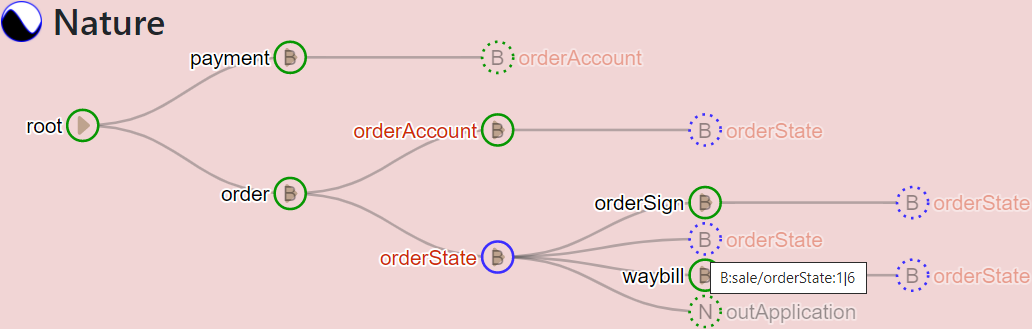 Nature
payment B B orderAccount
root
orderAccount B B orderState
order B
orderSign B B orderState
orderState B B orderState
waybill B B:sale/orderState:1|6 B orderState
N outApplication